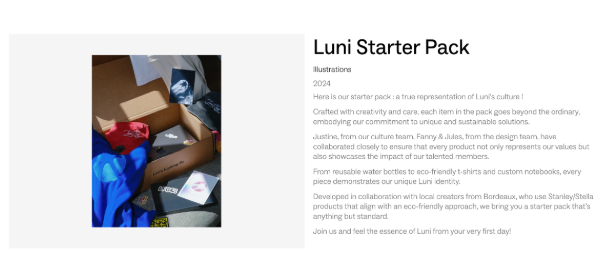 Luni Starter Pack
Illustrations
2024
Here is our starter pack : a true representation of Luni's culture !
Crafted with creativity and care, each item in the pack goes beyond the ordinary,
embodying our commitment to unique and sustainable solutions.
Justine, from our culture team, Fanny & Jules, from the design team, have
collaborated closely to ensure that every product not only represents our values but
also showcases the impact of our talented members.
From reusable water bottles to eco-friendly t-shirts and custom notebooks, every
piece demonstrates our unique Luni identity.
Developed in collaboration with local creators from Bordeaux, who use Stanley/Stella
products that align with an eco-friendly approach, we bring you a starter pack that's
anything but standard.
Join us and feel the essence of Luni from your very first day!